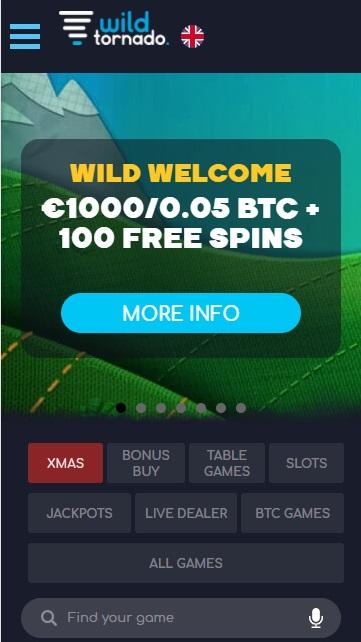 wild
tornado.
WILD WELCOME
€1000/0.05 BTC +
100 FREE SPINS
MORE INFO
XMAS
BONUS
BUY
TABLE
GAMES
SLOTS
JACKPOTS
LIVE DEALER
BTC GAMES
ALL GAMES
Find your game